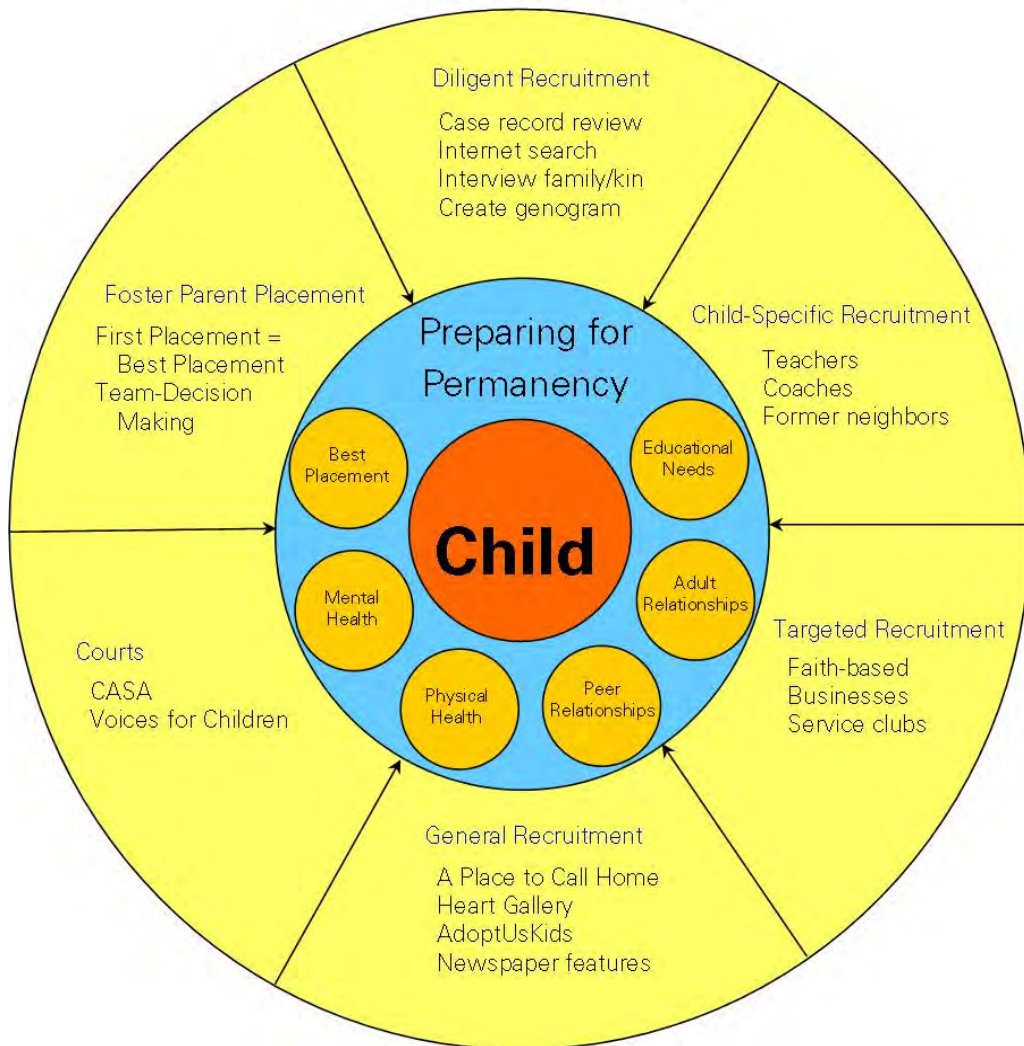 Diligent Recruitment
Case record review
Internet search
Interview family/kin
Create genogram
Child-Specific Recruitment
Teachers
Coaches
Former neighbors
Targeted Recruitment
Faith-based
Businesses
Service clubs
General Recruitment
A Place to Call Home
Heart Gallery
AdoptUsKids
Newspaper features
Courts
CASA
Voices for Children
Foster Parent Placement
First Placement =
Best Placement
Team-Decision
Making
Preparing for
Permanency
Best
Placement
Educational
Needs
Child
Mental
Health
Adult
Relationships
Physical
Health
Peer
Relationships